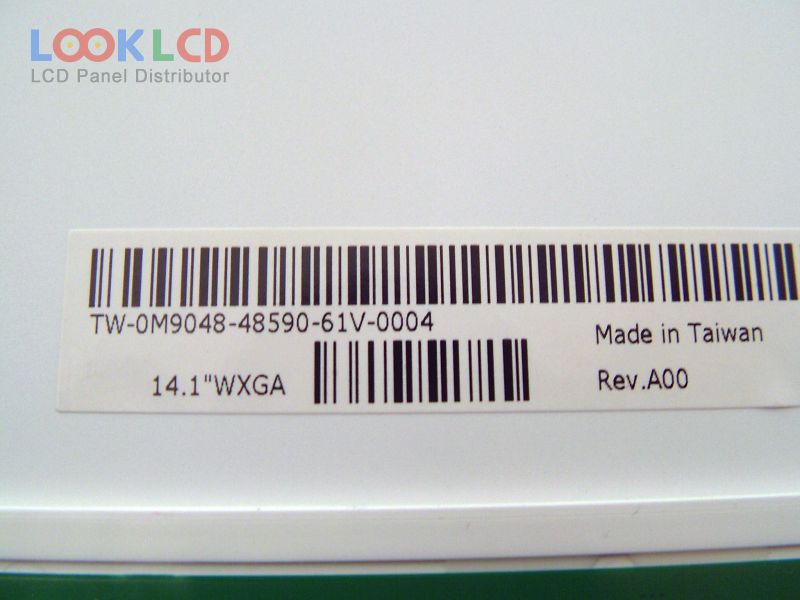 LOOK LCD
LCD Panel Distributor
TW-0M9048-48590-61V-0004
Made in Taiwan
14.1"WXGA
Rev.A00